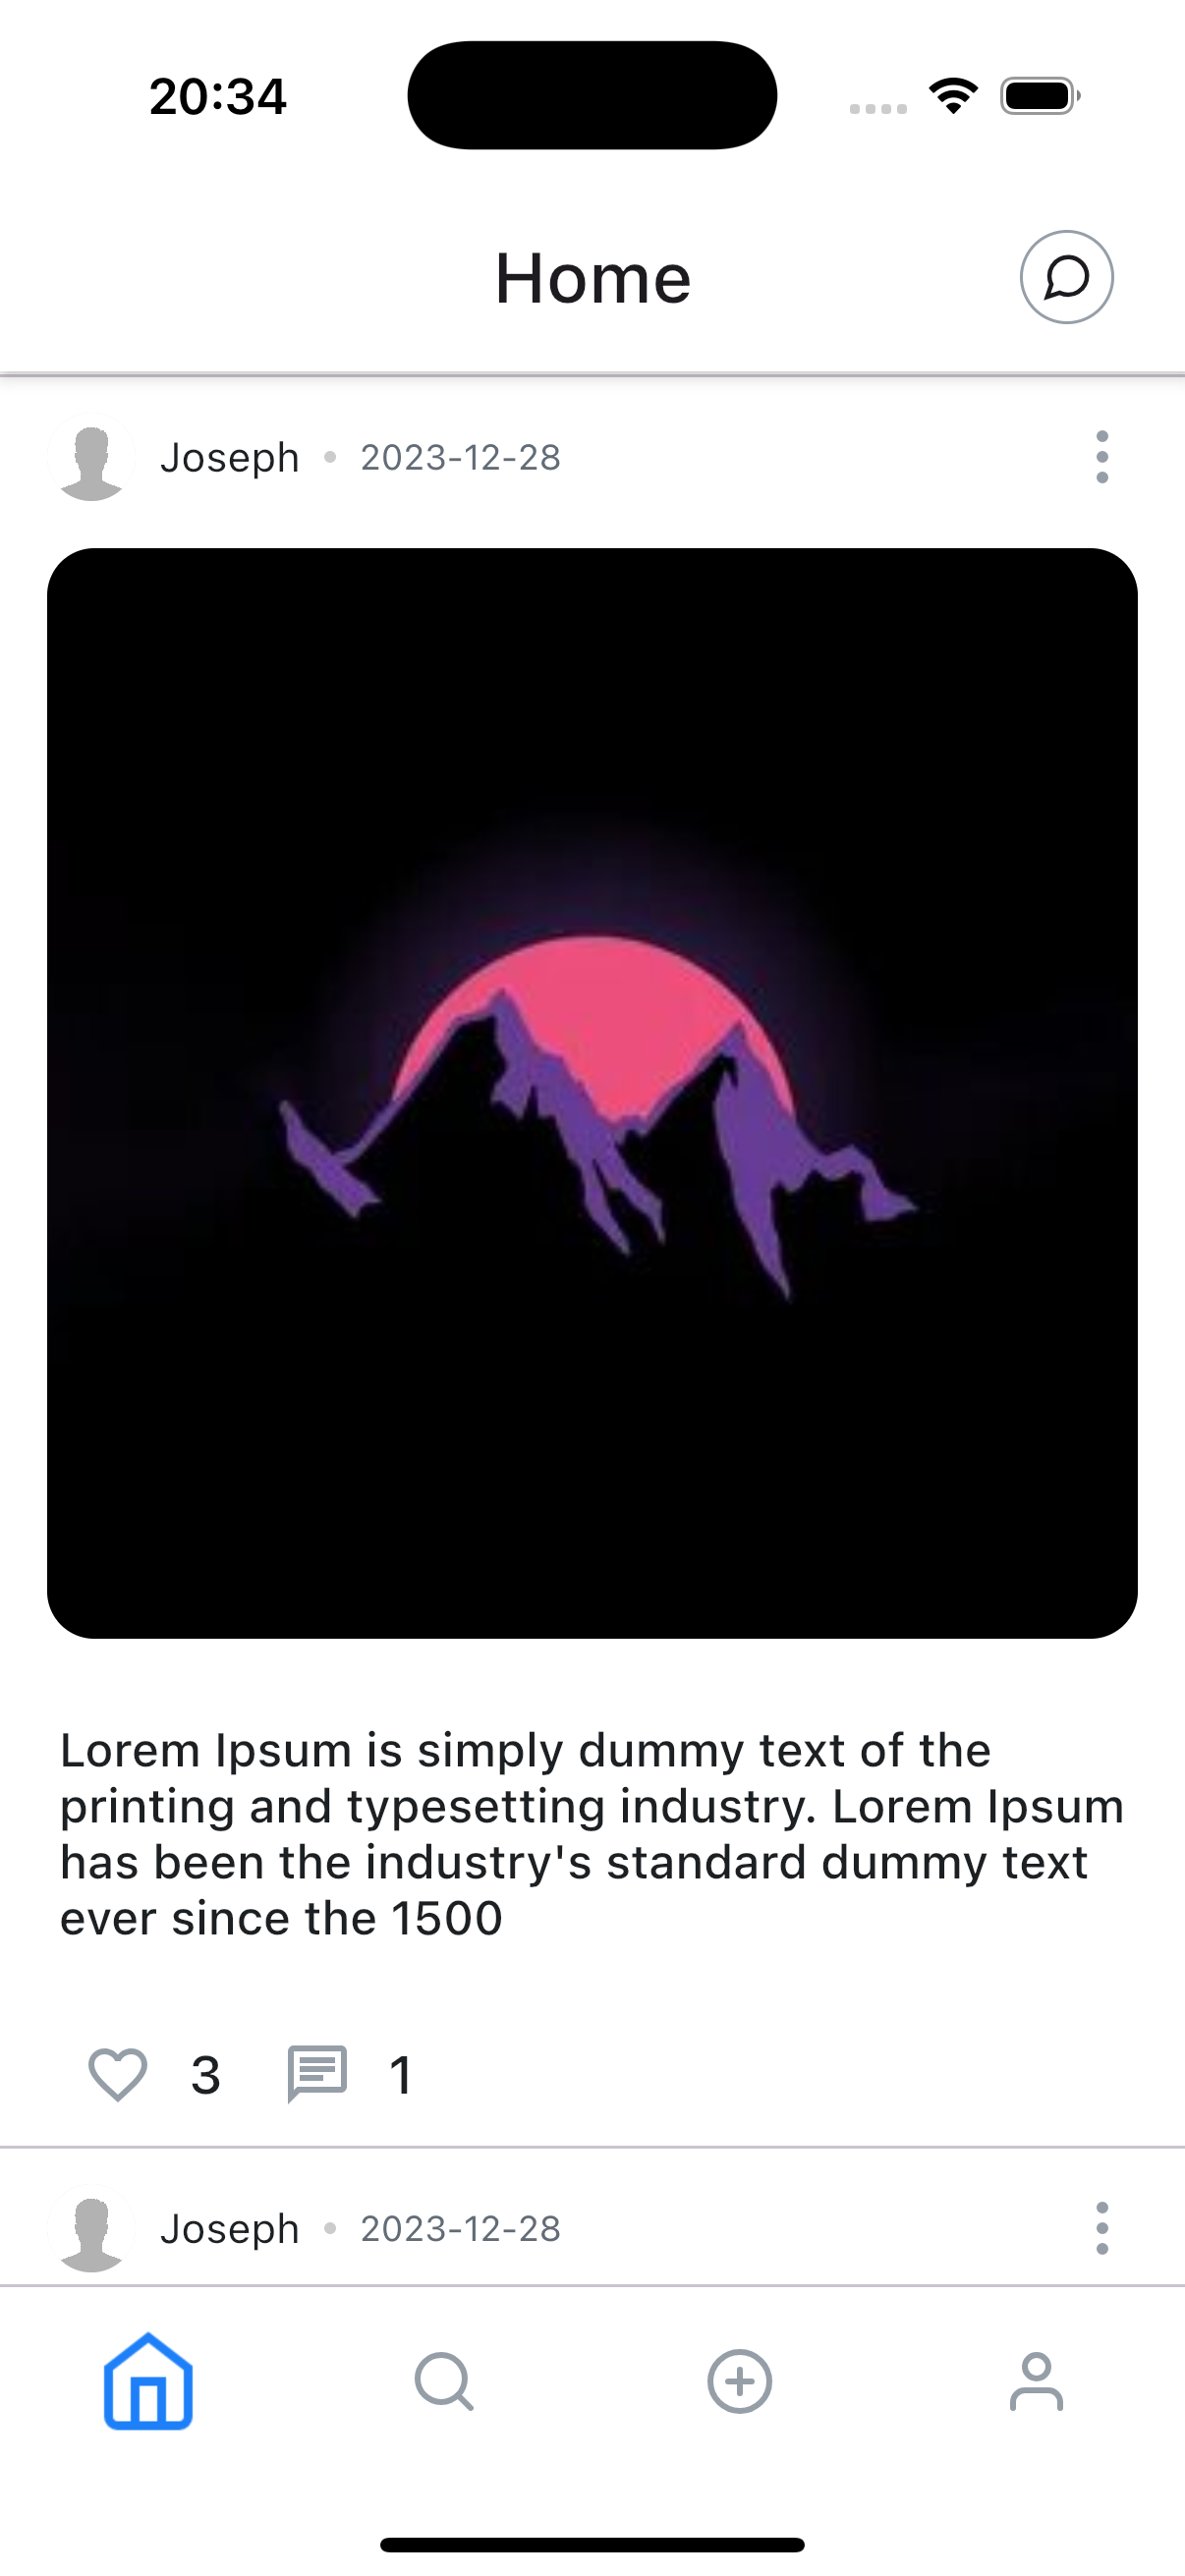 20:34
Home
Joseph • 2023-12-28
Lorem Ipsum is simply dummy text of the
printing and typesetting industry. Lorem Ipsum
has been the industry's standard dummy text
ever since the 1500
3 1
Joseph • 2023-12-28